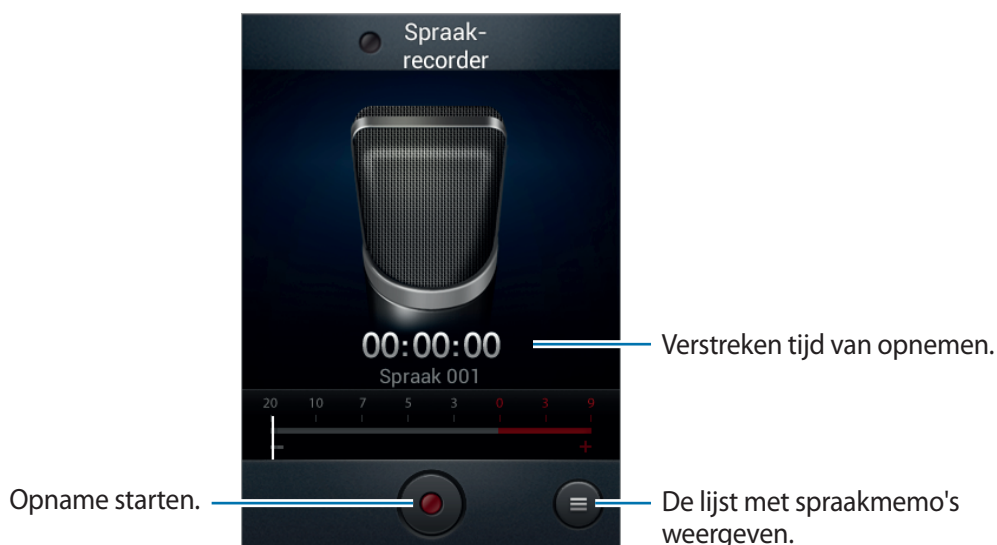 Spraak-
recorder
00:00:00
Verstreken tijd van opnemen.
Spraak 001
20 10 7 5 3 0 3 9
− +
Opname starten.
De lijst met spraakmemo's
weergeven.